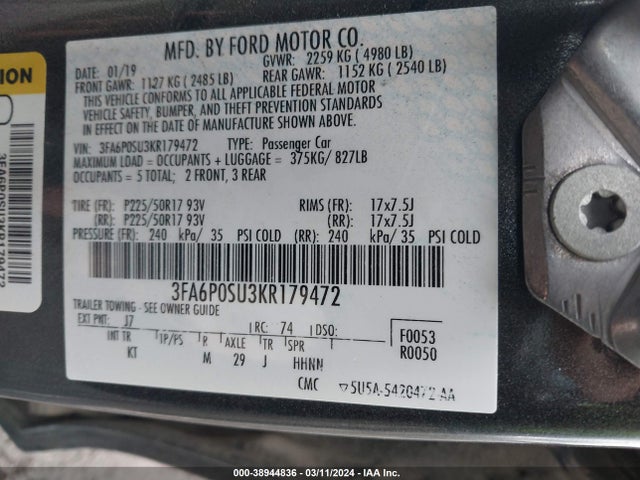 MFD. BY FORD MOTOR CO.
DATE: 01/19
GVWR: 2259 KG ( 4980 LB)
FRONT GAWR: 1127 KG ( 2485 LB)
REAR GAWR: 1152 KG ( 2540 LB)
THIS VEHICLE CONFORMS TO ALL APPLICABLE FEDERAL MOTOR
VEHICLE SAFETY, BUMPER, AND THEFT PREVENTION STANDARDS
IN EFFECT ON THE DATE OF MANUFACTURE SHOWN ABOVE.
VIN: 3FA6P0SU3KR179472 TYPE: Passenger Car
MAXIMUM LOAD = OCCUPANTS + LUGGAGE = 375KG/ 827LB
OCCUPANTS = 5 TOTAL; 2 FRONT, 3 REAR
TIRE (FR): P225/50R17 93V RIMS (FR): 17x7.5J
(RR): P225/50R17 93V (RR): 17x7.5J
PRESSURE (FR): 240 kPa/ 35 PSI COLD (RR): 240 kPa/ 35 PSI COLD
3FA6P0SU3KR179472
TRAILER TOWING - SEE OWNER GUIDE
EXT PNT: J7 RC: 74 DSO:
INT TR TP/PS R AXLE TR SPR
KT M 29 J HHNN
F0053
R0050
CMC 5U5A-5420472-AA
3FA6P0SU3KR179472
000-38944836 - 03/11/2024 - IAA Inc.